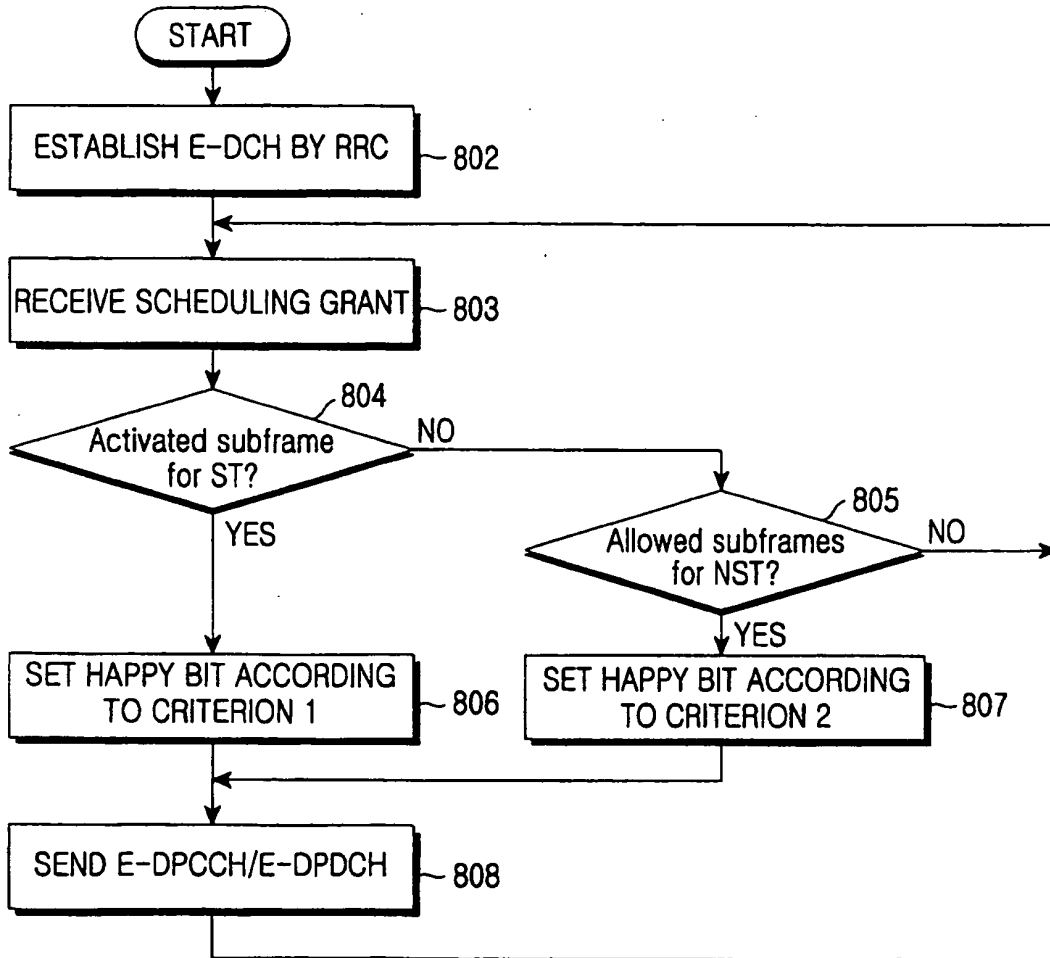 START
ESTABLISH E-DCH BY RRC
802
RECEIVE SCHEDULING GRANT
803
804
Activated subframe
for ST?
NO
YES
805
Allowed subframes
for NST?
NO
YES
SET HAPPY BIT ACCORDING
TO CRITERION 1
806
SET HAPPY BIT ACCORDING
TO CRITERION 2
807
SEND E-DPCCH/E-DPDCH
808